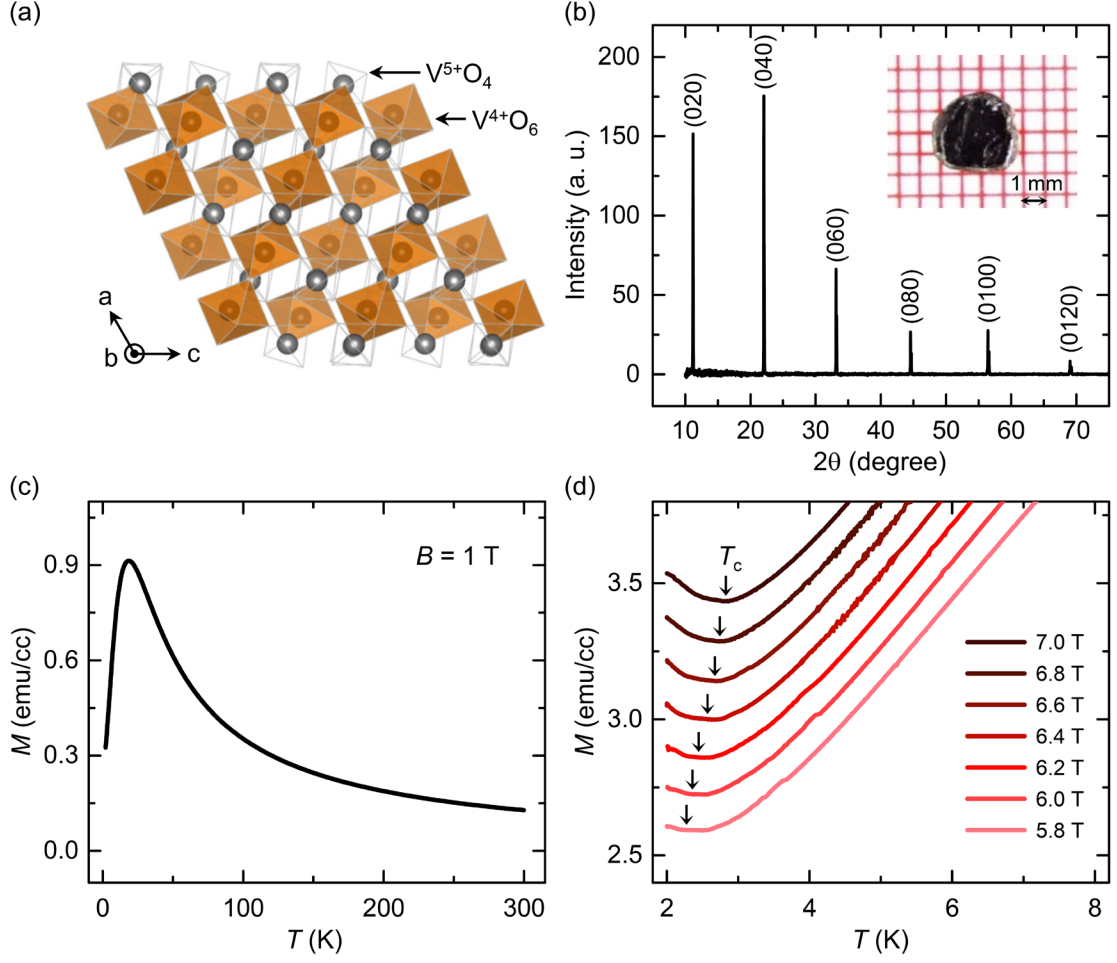 (a)
V⁵⁺O₄
V⁴⁺O₆
a
b
c
(b)
Intensity (a. u.)
200
150
100
50
0
(020)
(040)
(060)
(080)
(0100)
(0120)
1 mm
10 20 30 40 50 60 70
2θ (degree)
(c)
M (emu/cc)
0.9
0.6
0.3
0.0
B = 1 T
0 100 200 300
T (K)
(d)
M (emu/cc)
3.5
3.0
2.5
T_c
7.0 T
6.8 T
6.6 T
6.4 T
6.2 T
6.0 T
5.8 T
2 4 6 8
T (K)